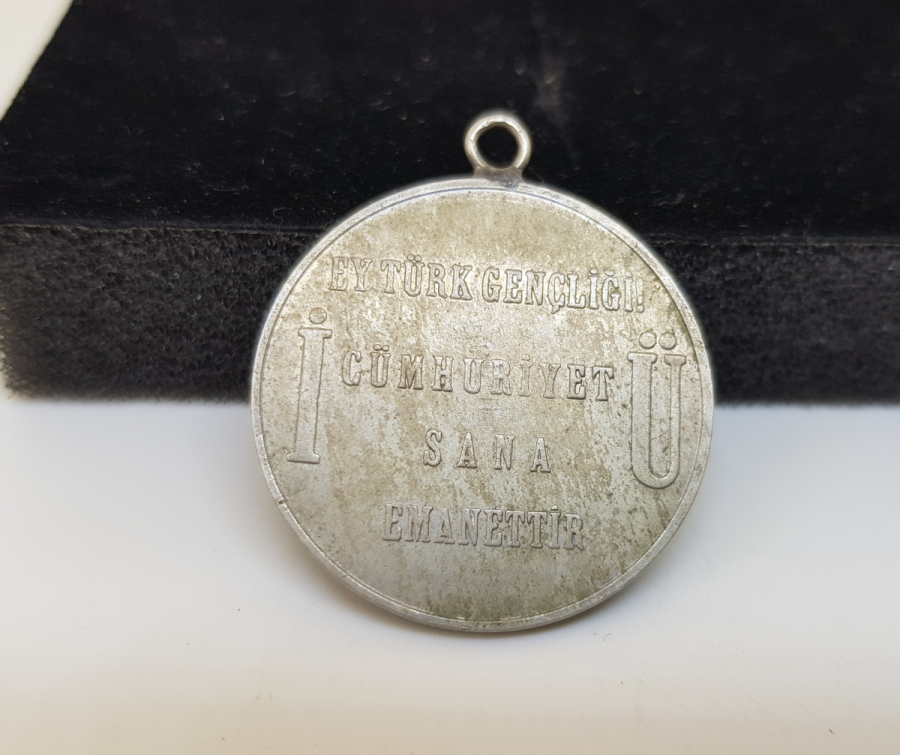 EY TÜRK GENÇLİĞİ!
İ CÜMHURİYET Ü
SANA
EMANETTİR